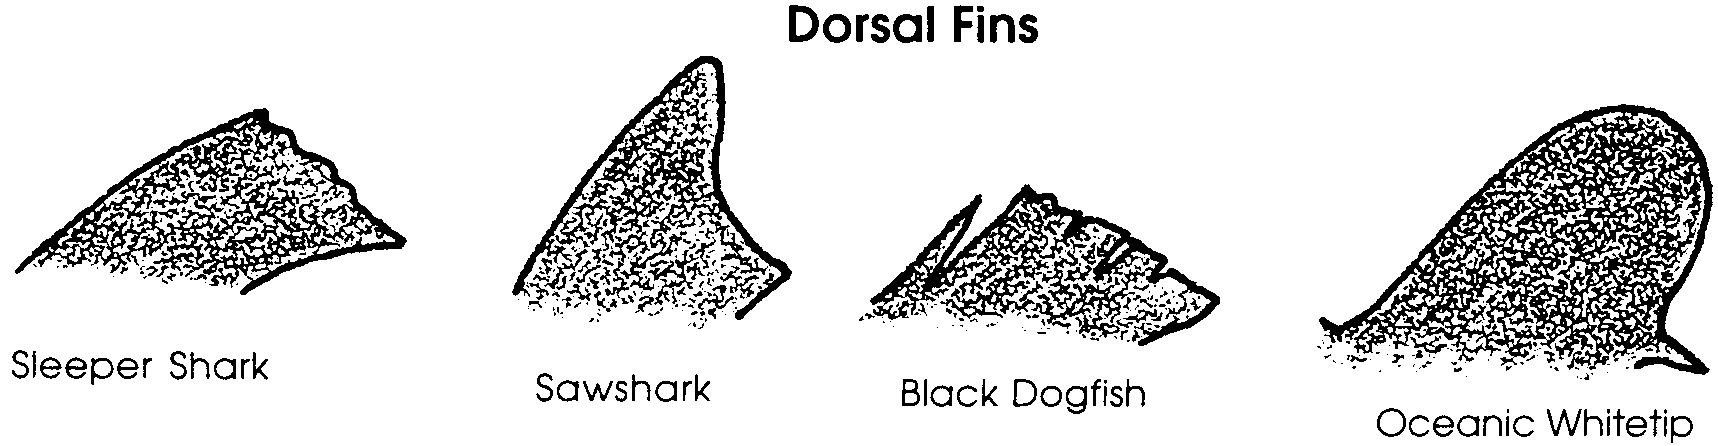 Dorsal Fins
Sleeper Shark
Sawshark
Black Dogfish
Oceanic Whitetip